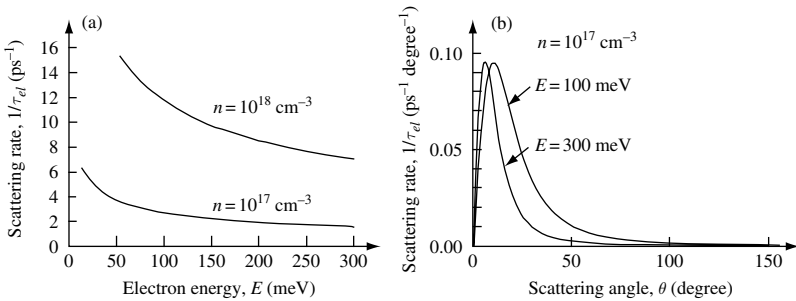 (a)
Scattering rate, 1/τ_el (ps⁻¹)
16
14
12
10
8
6
4
2
0
n = 10¹⁸ cm⁻³
n = 10¹⁷ cm⁻³
0 50 100 150 200 250 300
Electron energy, E (meV)
(b)
Scattering rate, 1/τ_el (ps⁻¹ degree⁻¹)
0.10
0.05
0.00
n = 10¹⁷ cm⁻³
E = 100 meV
E = 300 meV
0 50 100 150
Scattering angle, θ (degree)